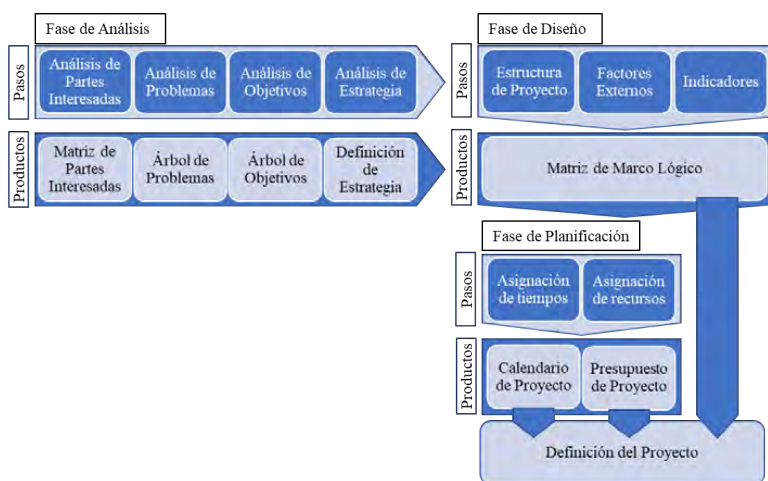 Fase de Análisis
Pasos
Análisis de
Partes
Interesadas
Análisis de
Problemas
Análisis de
Objetivos
Análisis de
Estrategia
Productos
Matriz de
Partes
Interesadas
Árbol de
Problemas
Árbol de
Objetivos
Definición
de
Estrategia
Fase de Diseño
Pasos
Estructura
de Proyecto
Factores
Externos
Indicadores
Productos
Matriz de Marco Lógico
Fase de Planificación
Pasos
Asignación
de tiempos
Asignación
de recursos
Productos
Calendario
de Proyecto
Presupuesto
de Proyecto
Definición del Proyecto